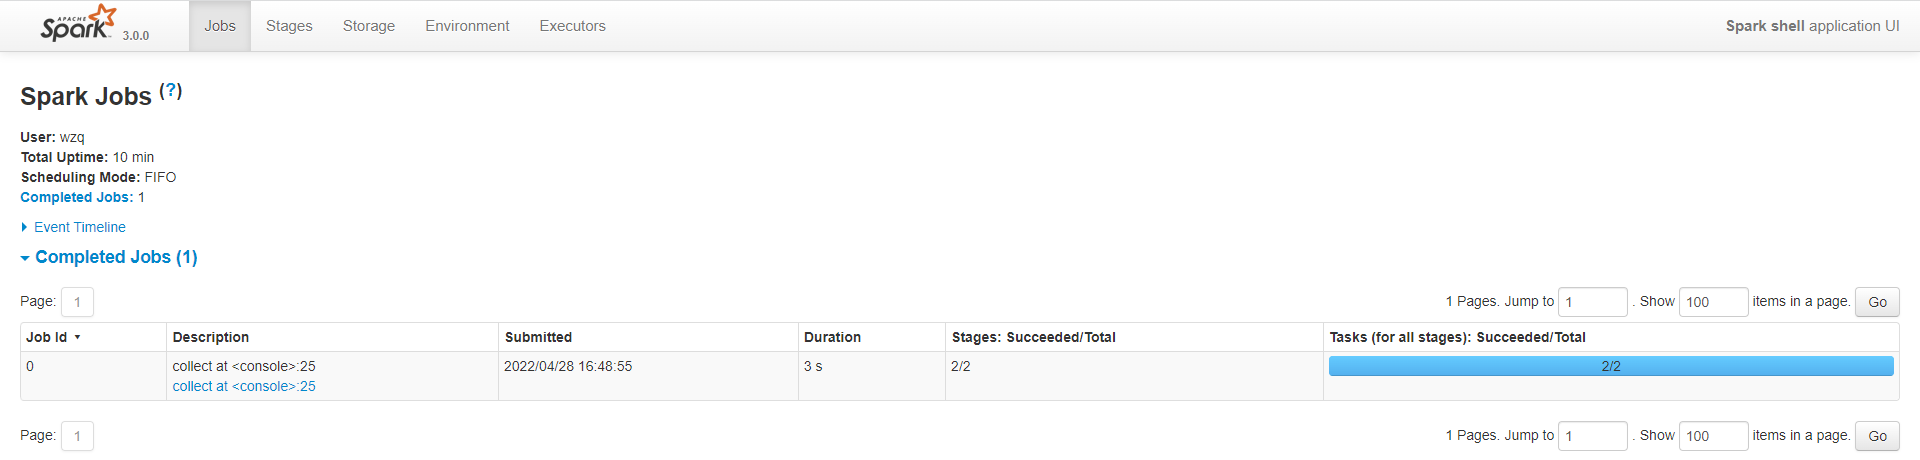 APACHE Spark 3.0.0 Jobs Stages Storage Environment Executors Spark shell application UI
Spark Jobs (?)
User: wzq
Total Uptime: 10 min
Scheduling Mode: FIFO
Completed Jobs: 1
Event Timeline
Completed Jobs (1)
Page: 1 1 Pages. Jump to 1 . Show 100 items in a page. Go
Job Id Description Submitted Duration Stages: Succeeded/Total Tasks (for all stages): Succeeded/Total
0 collect at <console>:25 2022/04/28 16:48:55 3 s 2/2 2/2
collect at <console>:25
Page: 1 1 Pages. Jump to 1 . Show 100 items in a page. Go